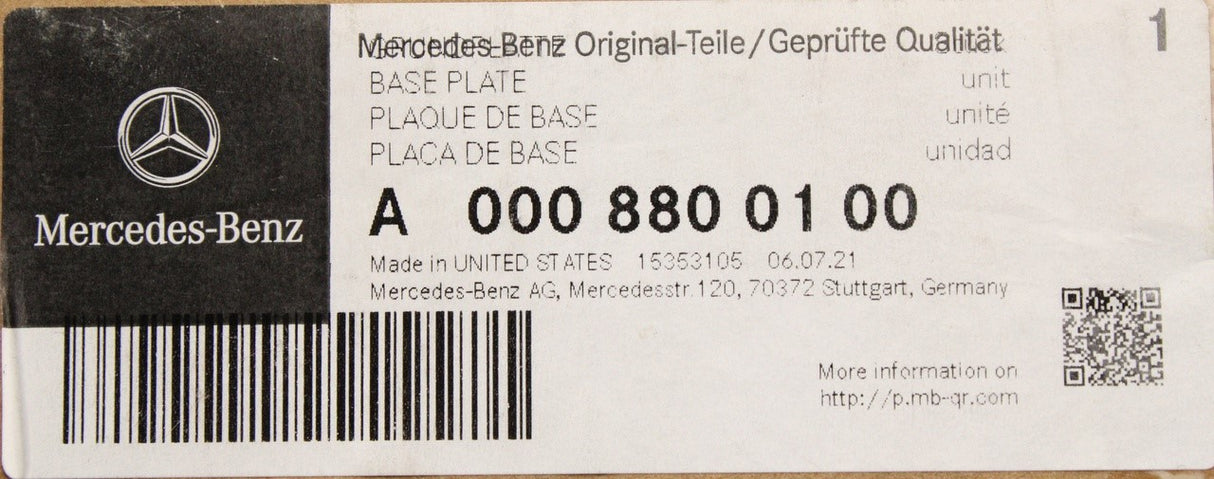 Mercedes-Benz Original-Teile/Geprüfte Qualität
1
GRUNDPLATTE
BASE PLATE unit
PLAQUE DE BASE unité
PLACA DE BASE unidad
Mercedes-Benz
A 000 880 01 00
Made in UNITED STATES 15353105 06.07.21
Mercedes-Benz AG, Mercedesstr.120, 70372 Stuttgart, Germany
More information on
http://p.mb-qr.com